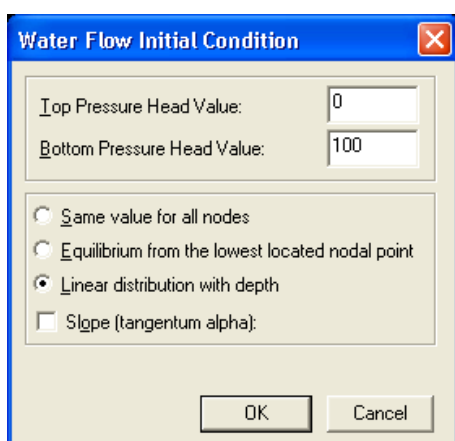 Water Flow Initial Condition
Top Pressure Head Value: 0
Bottom Pressure Head Value: 100
Same value for all nodes
Equilibrium from the lowest located nodal point
Linear distribution with depth
Slope (tangentum alpha):
OK Cancel